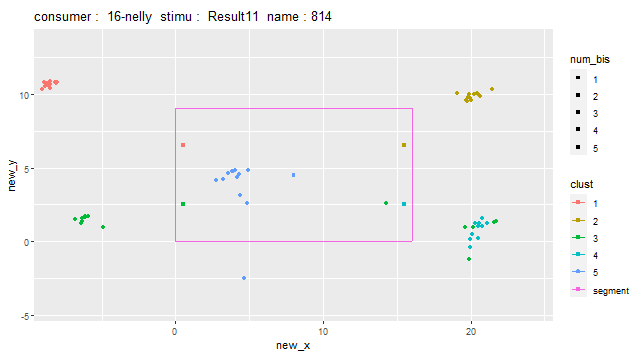 consumer :  16-nelly  stimu :  Result11  name : 814
num_bis
1
2
3
4
5
clust
1
2
3
4
5
segment
new_y
10
5
0
-5
0
10
20
new_x